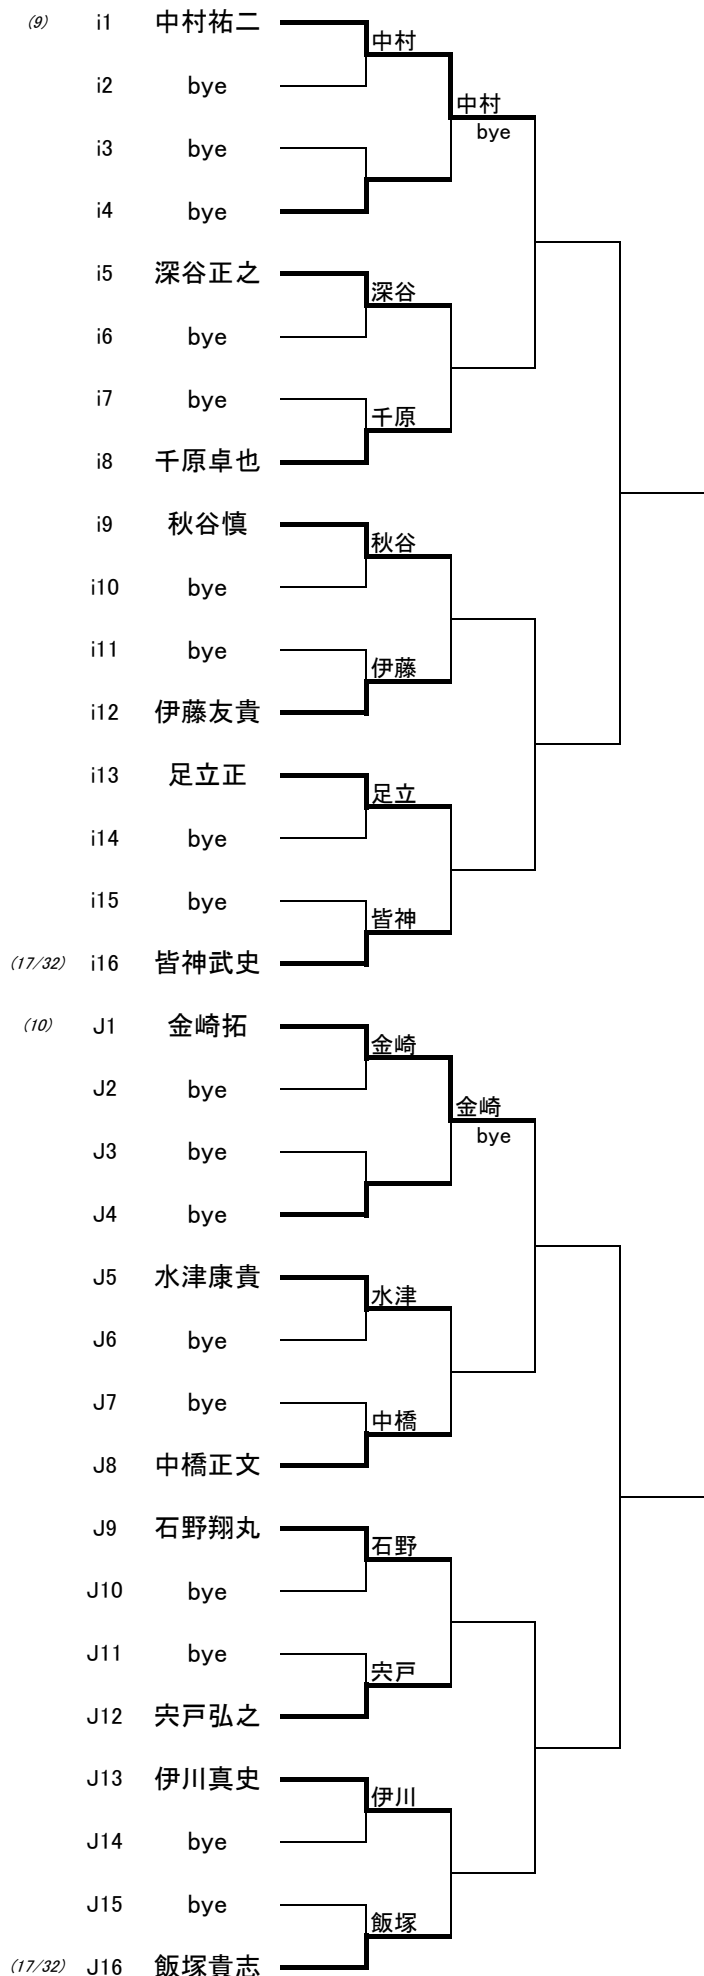 (9) i1 中村祐二
中村
i2 bye
中村
bye
i3 bye
i4 bye
i5 深谷正之
深谷
i6 bye
i7 bye
千原
i8 千原卓也
i9 秋谷慎
秋谷
i10 bye
i11 bye
伊藤
i12 伊藤友貴
i13 足立正
足立
i14 bye
i15 bye
皆神
(17/32) i16 皆神武史
(10) J1 金崎拓
金崎
J2 bye
金崎
bye
J3 bye
J4 bye
J5 水津康貴
水津
J6 bye
J7 bye
中橋
J8 中橋正文
J9 石野翔丸
石野
J10 bye
J11 bye
宍戸
J12 宍戸弘之
J13 伊川真史
伊川
J14 bye
J15 bye
飯塚
(17/32) J16 飯塚貴志